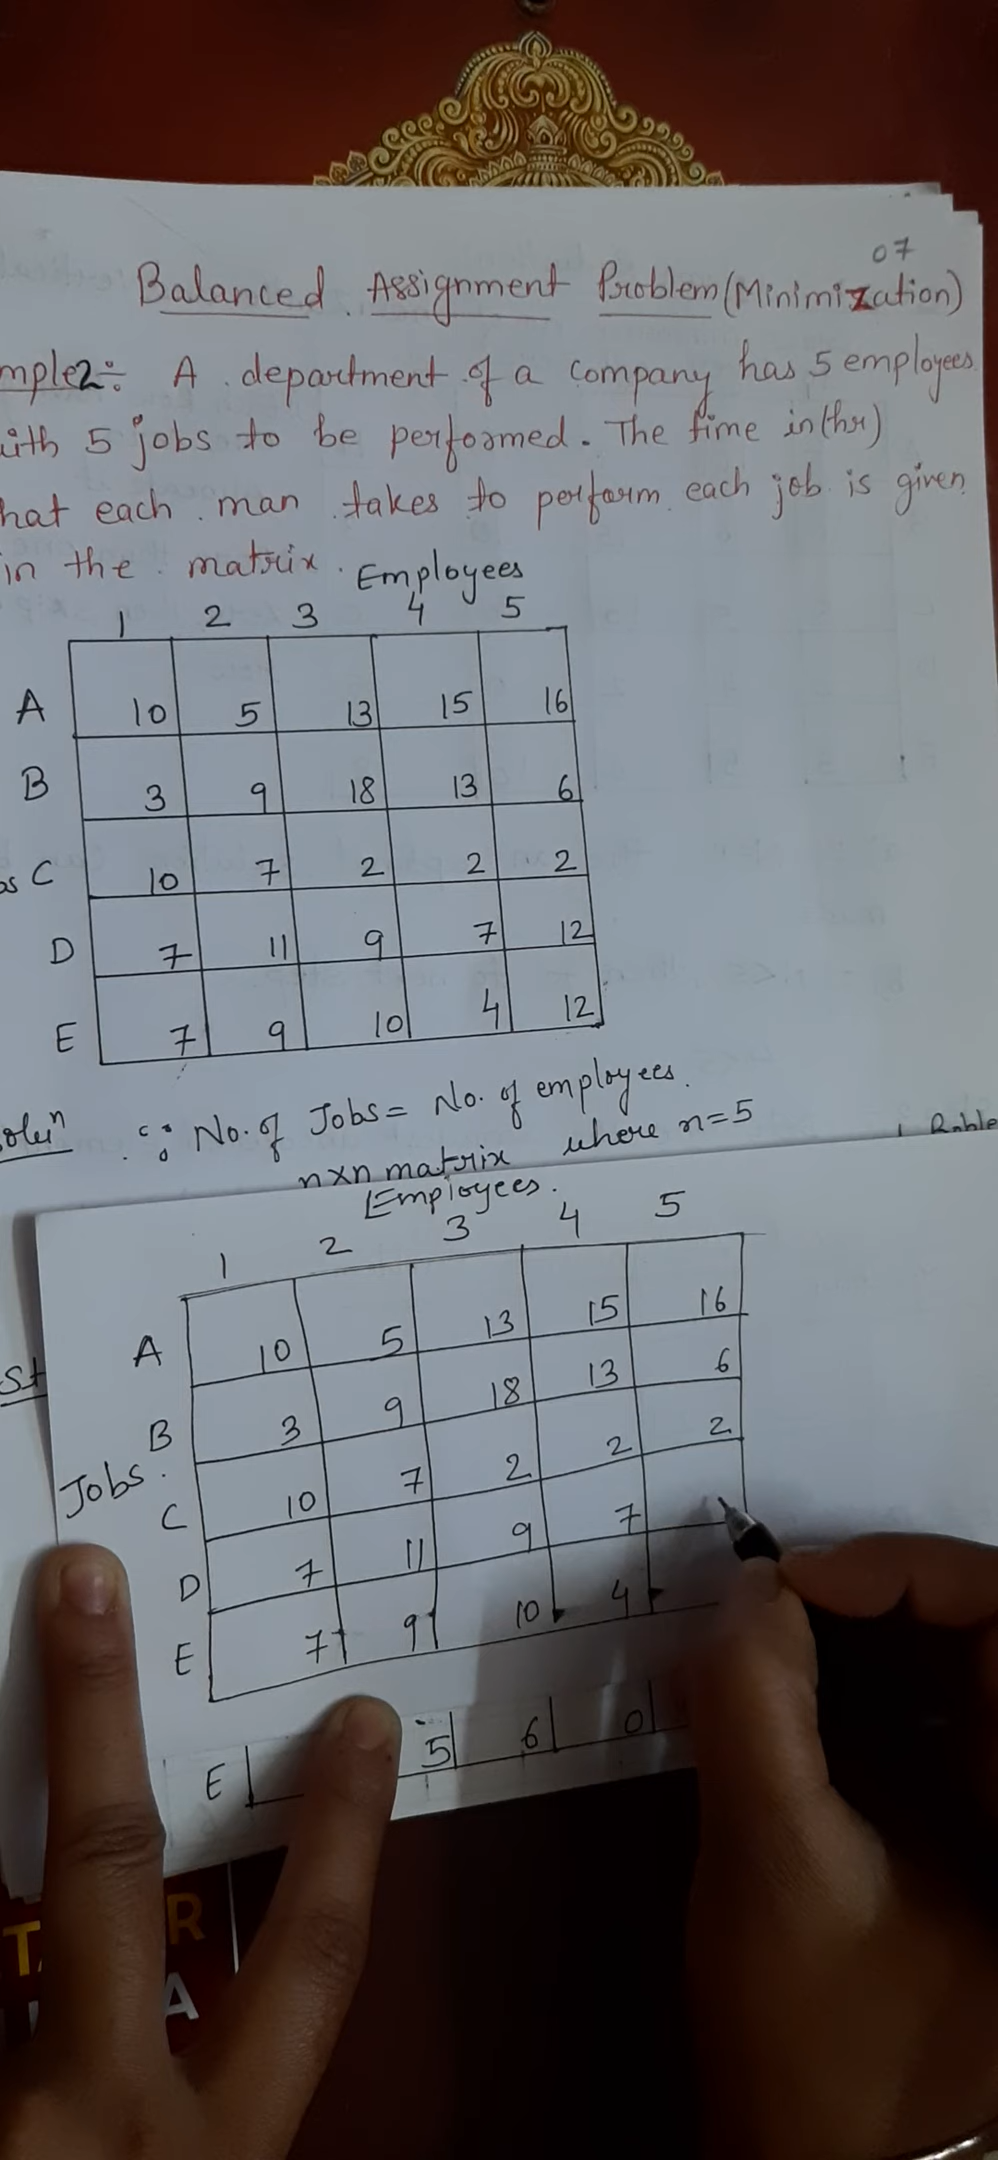 07
Balanced Assignment Problem (Minimization)
mple2÷ A department of a company has 5 employees
ith 5 jobs to be performed. The time in (hr)
hat each man takes to perform each job is given
in the matrix. Employees
1 2 3 4 5
A 10 5 13 15 16
B 3 9 18 13 6
bs C 10 7 2 2 2
D 7 11 9 7 12
E 7 9 10 4 12
∵ No. of Jobs = No. of employees.
n×n matrix where n=5
Employees.
1 2 3 4 5
A 10 5 13 15 16
B 3 9 18 13 6
Jobs.
C 10 7 2 2 2
D 7 11 9 7
E 7 9 10 4
St
E 5 6 0